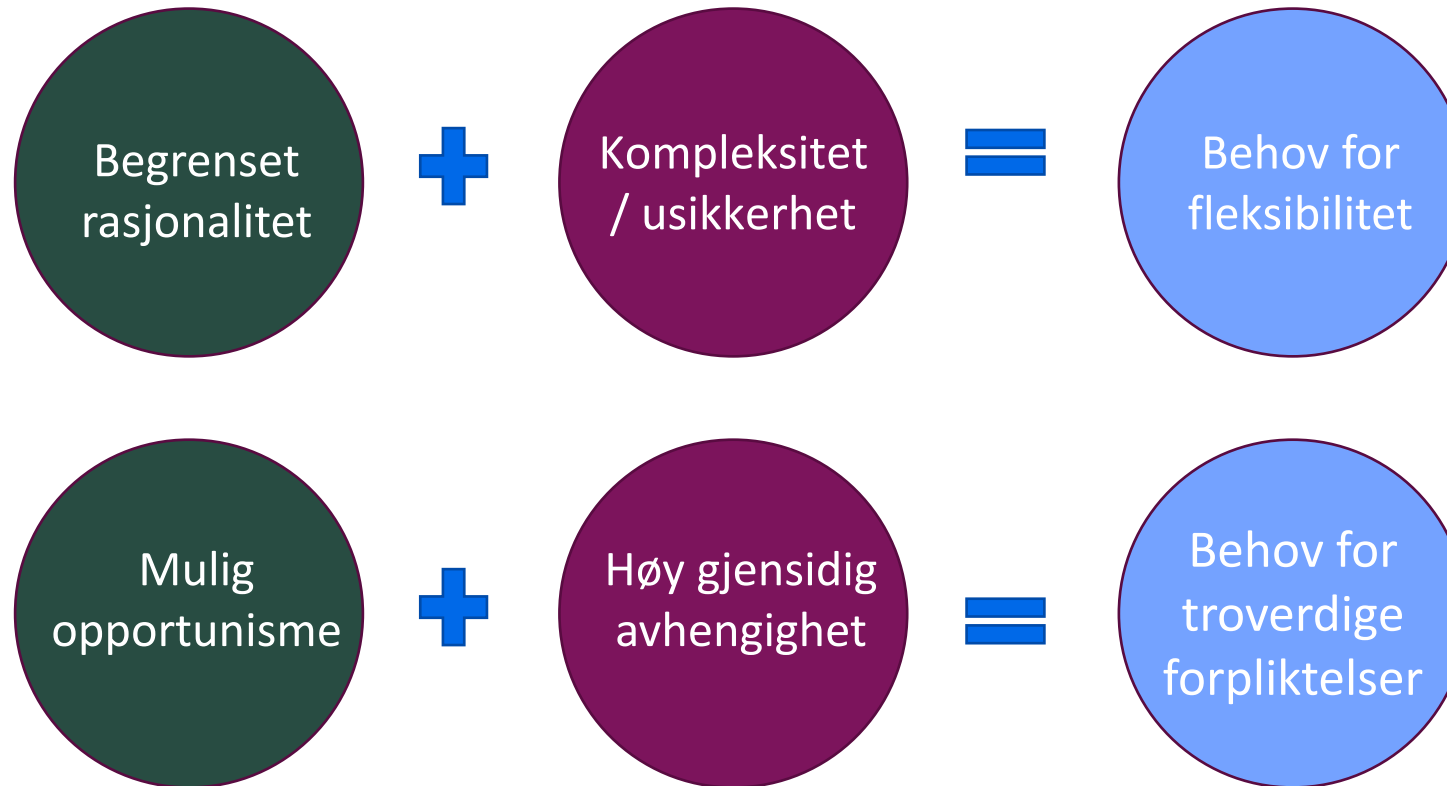 Begrenset
rasjonalitet
Kompleksitet
/ usikkerhet
Behov for
fleksibilitet
Mulig
opportunisme
Høy gjensidig
avhengighet
Behov for
troverdige
forpliktelser